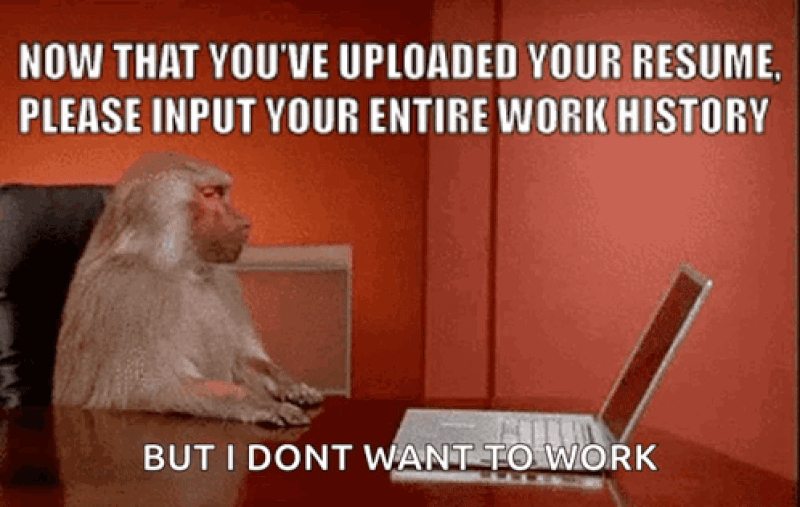 NOW THAT YOU'VE UPLOADED YOUR RESUME,
PLEASE INPUT YOUR ENTIRE WORK HISTORY
BUT I DONT WANT TO WORK